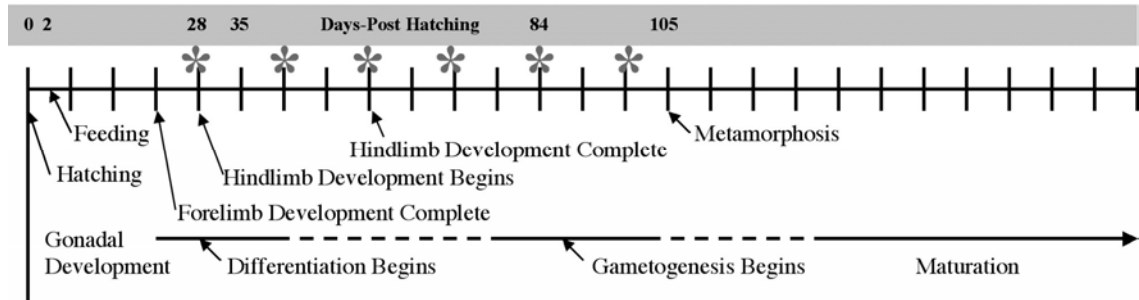 0 2 28 35 Days-Post Hatching 84 105
Feeding
Metamorphosis
Hindlimb Development Complete
Hatching
Hindlimb Development Begins
Forelimb Development Complete
Gonadal
Development
Differentiation Begins
Gametogenesis Begins
Maturation